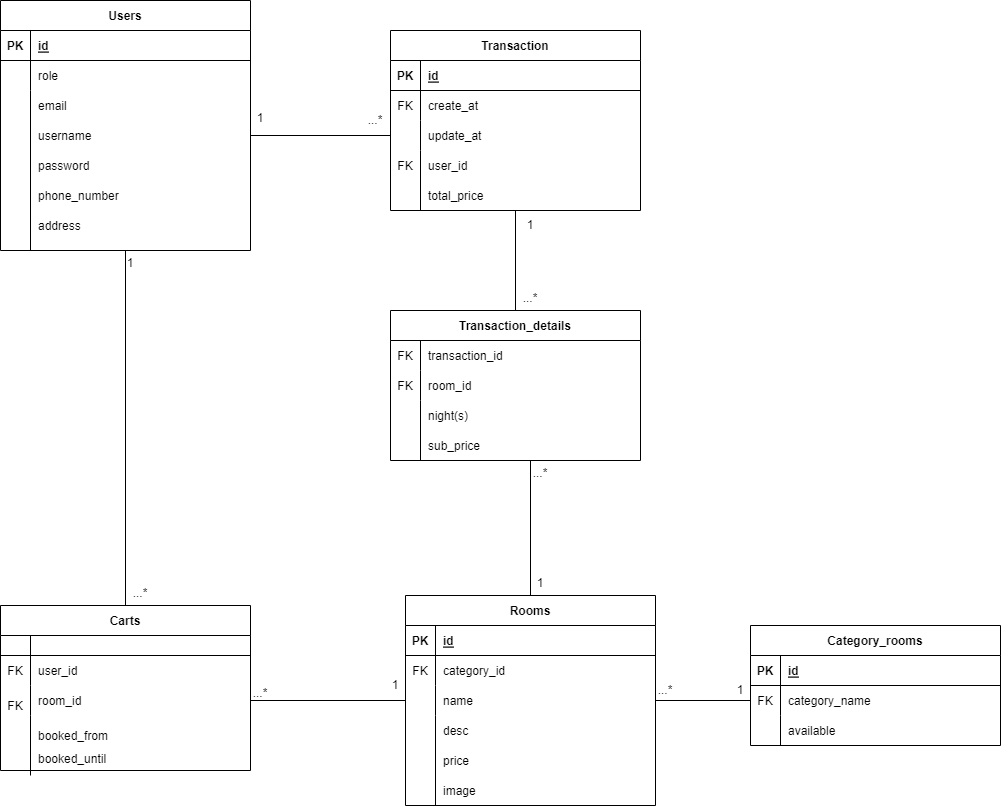 Users
PK id
role
email
username
password
phone_number
address
1
...*
Transaction
PK id
FK create_at
update_at
FK user_id
total_price
1
...*
Transaction_details
FK transaction_id
FK room_id
night(s)
sub_price
...*
1
1
...*
Carts
FK user_id
FK room_id
booked_from
booked_until
...*
1
Rooms
PK id
FK category_id
name
desc
price
image
...*
1
Category_rooms
PK id
FK category_name
available